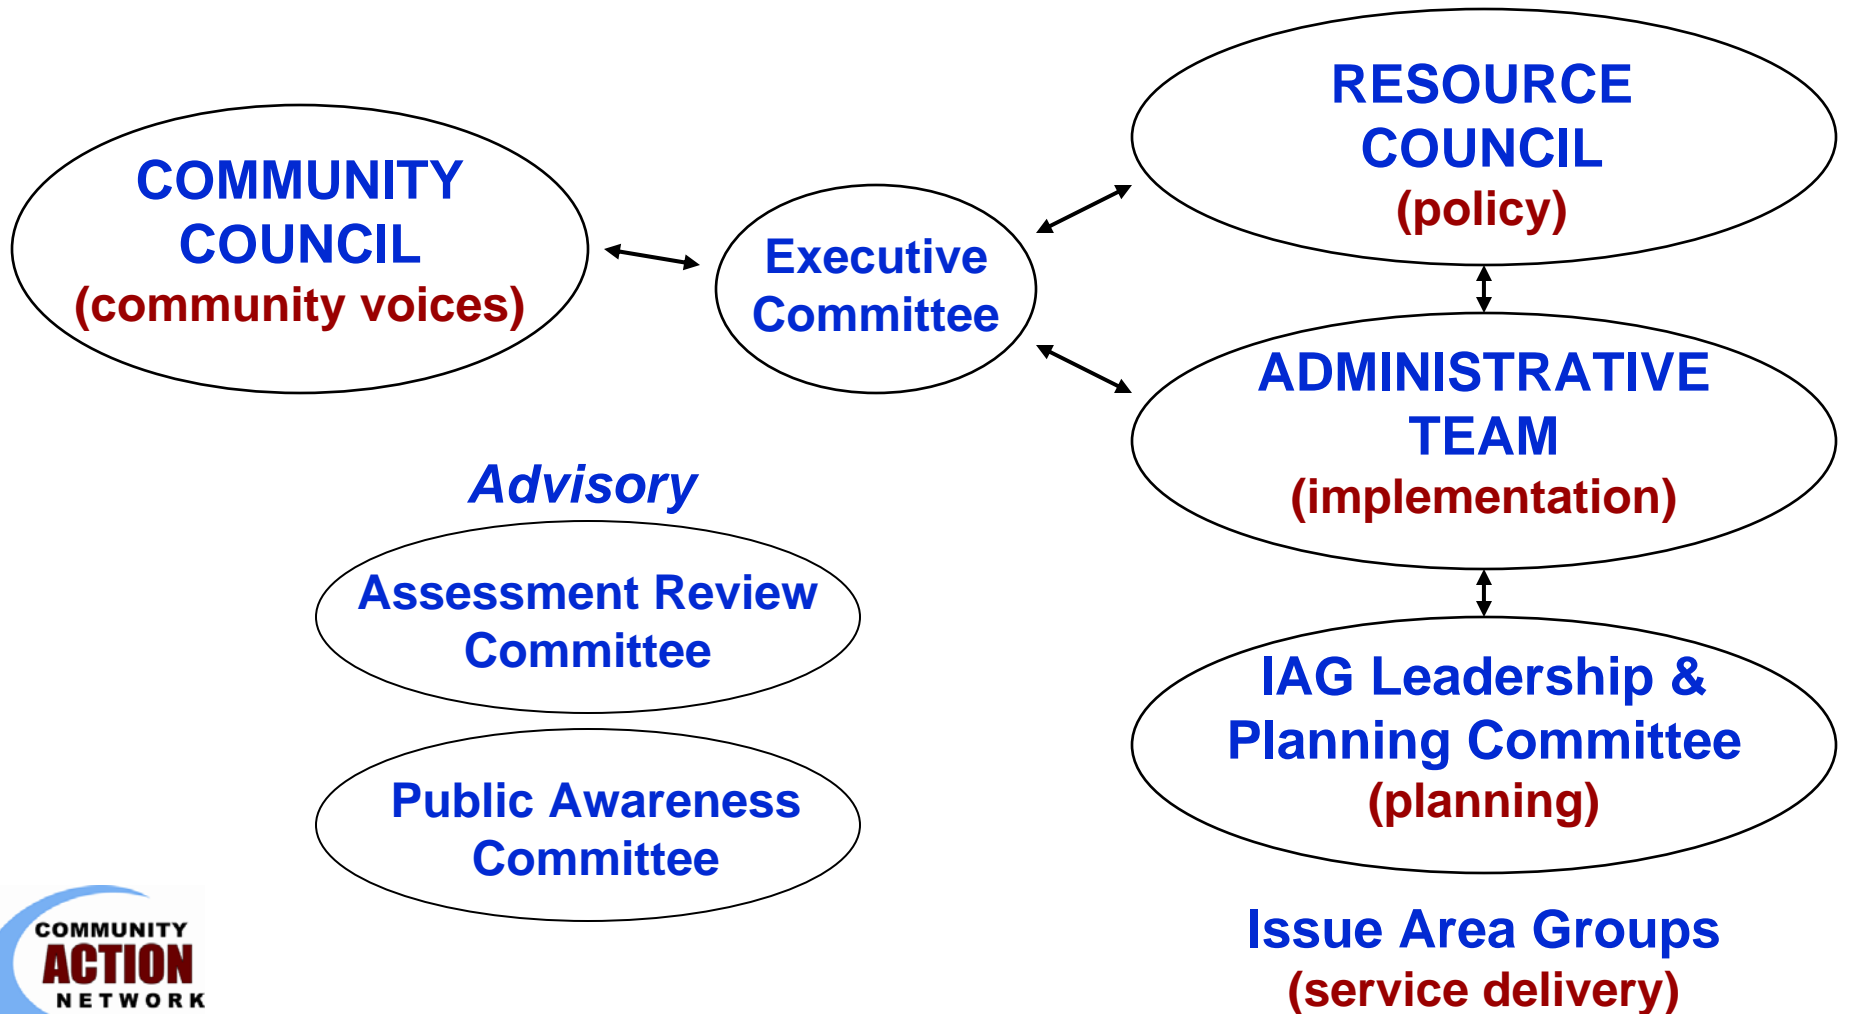 COMMUNITY
COUNCIL
(community voices)
Executive
Committee
RESOURCE
COUNCIL
(policy)
ADMINISTRATIVE
TEAM
(implementation)
IAG Leadership &
Planning Committee
(planning)
Issue Area Groups
(service delivery)
Advisory
Assessment Review
Committee
Public Awareness
Committee
COMMUNITY
ACTION
NETWORK